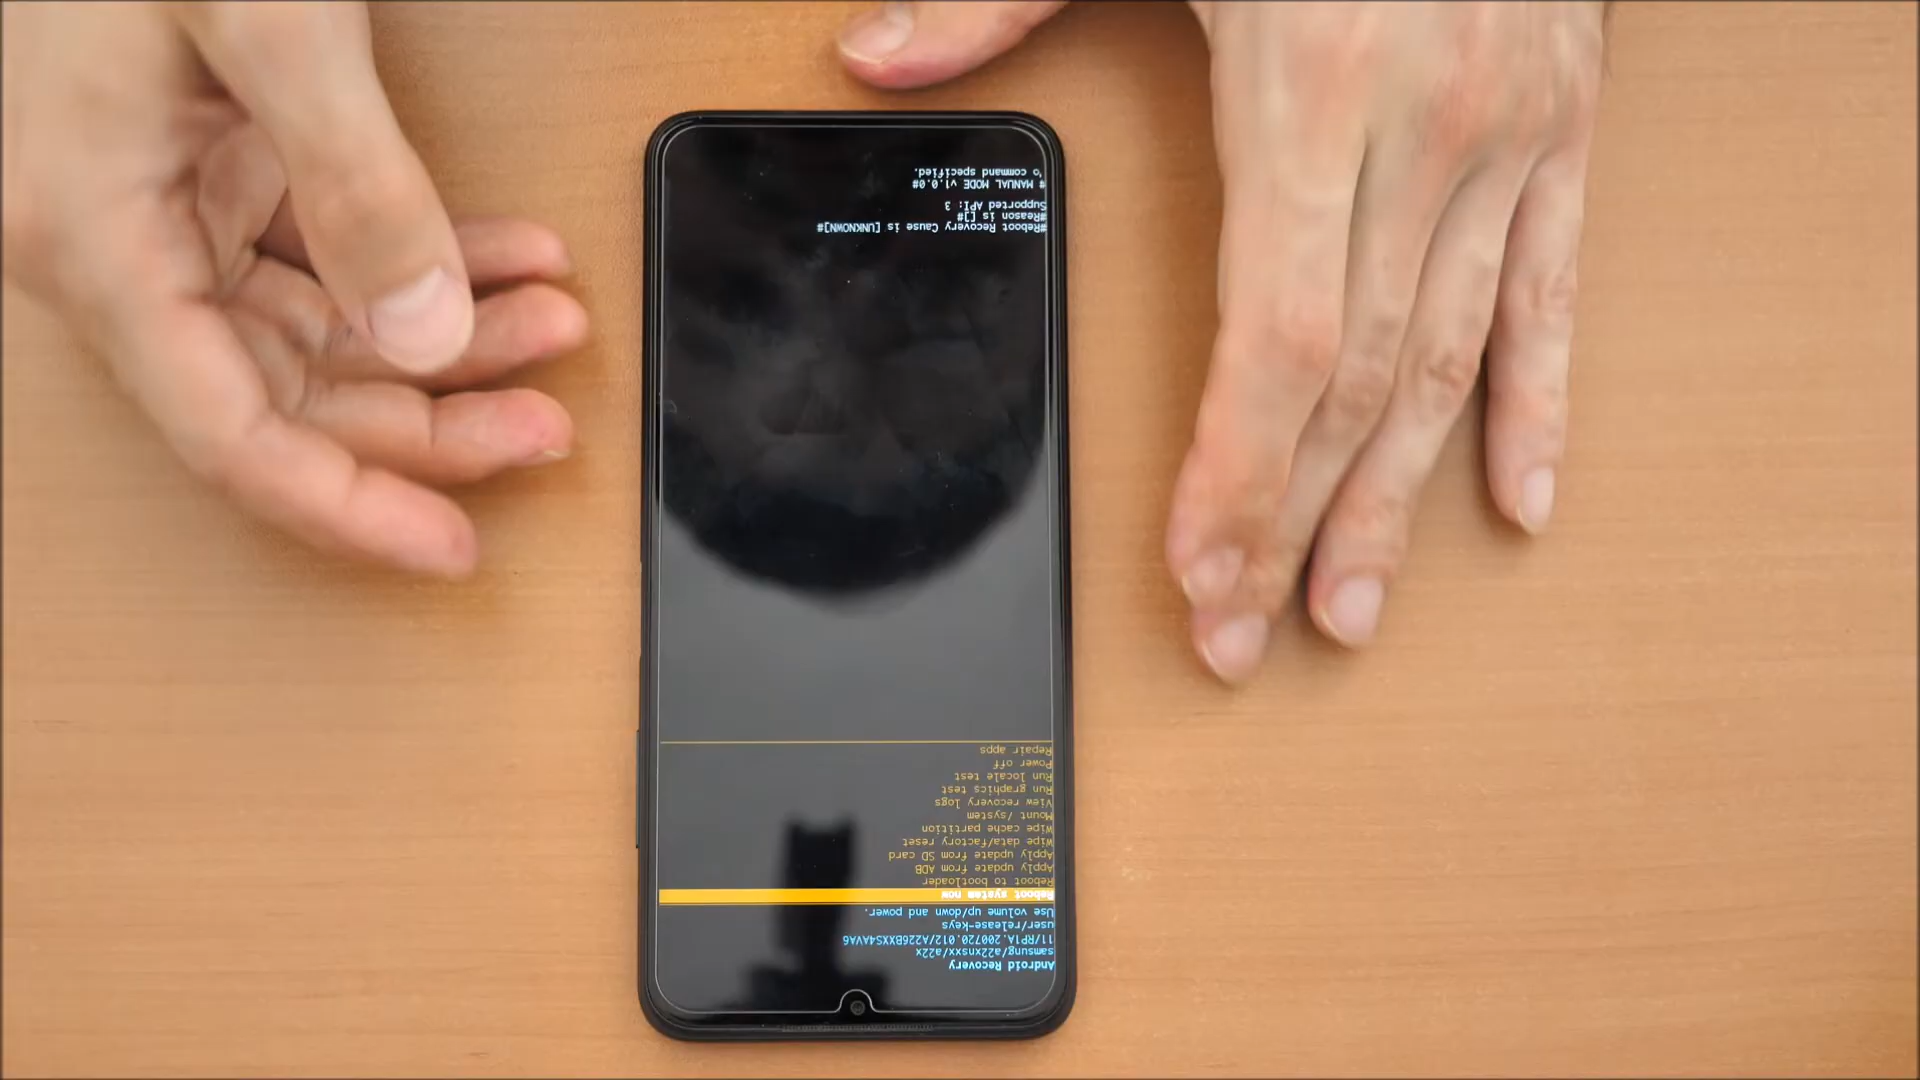 Android Recovery
samsung/a22xnsxx/a22x
11/RP1A.200720.012/A226BXXS4AVA6
user/release-keys
Use volume up/down and power.
Reboot system now
Reboot to bootloader
Apply update from ADB
Apply update from SD card
Wipe data/factory reset
Wipe cache partition
Mount /system
View recovery logs
Run graphics test
Run locale test
Power off
Repair apps
#Reboot Recovery Cause is [UNKNOWN]#
#Reason is []#
Supported API: 3
# MANUAL MODE v1.0.0#
command specified.